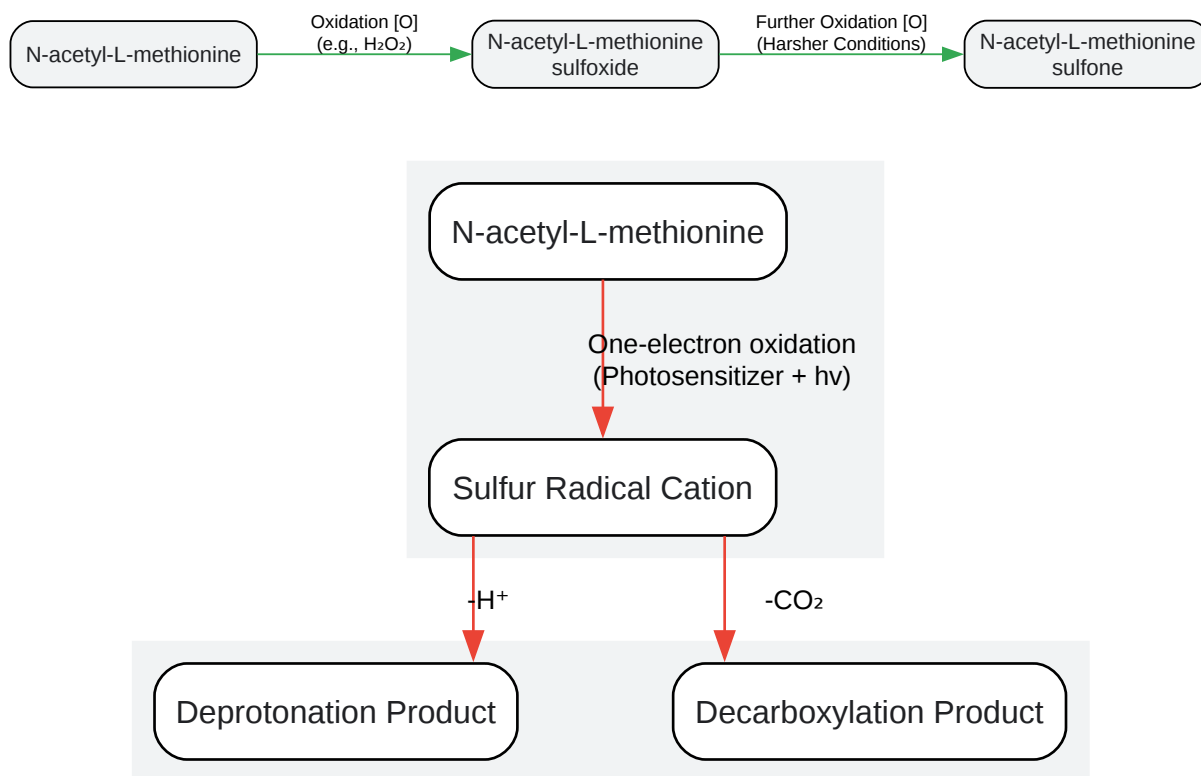 N-acetyl-L-methionine
Oxidation [O]
(e.g., H₂O₂)
N-acetyl-L-methionine
sulfoxide
Further Oxidation [O]
(Harsher Conditions)
N-acetyl-L-methionine
sulfone
N-acetyl-L-methionine
One-electron oxidation
(Photosensitizer + hv)
Sulfur Radical Cation
-H⁺
-CO₂
Deprotonation Product
Decarboxylation Product